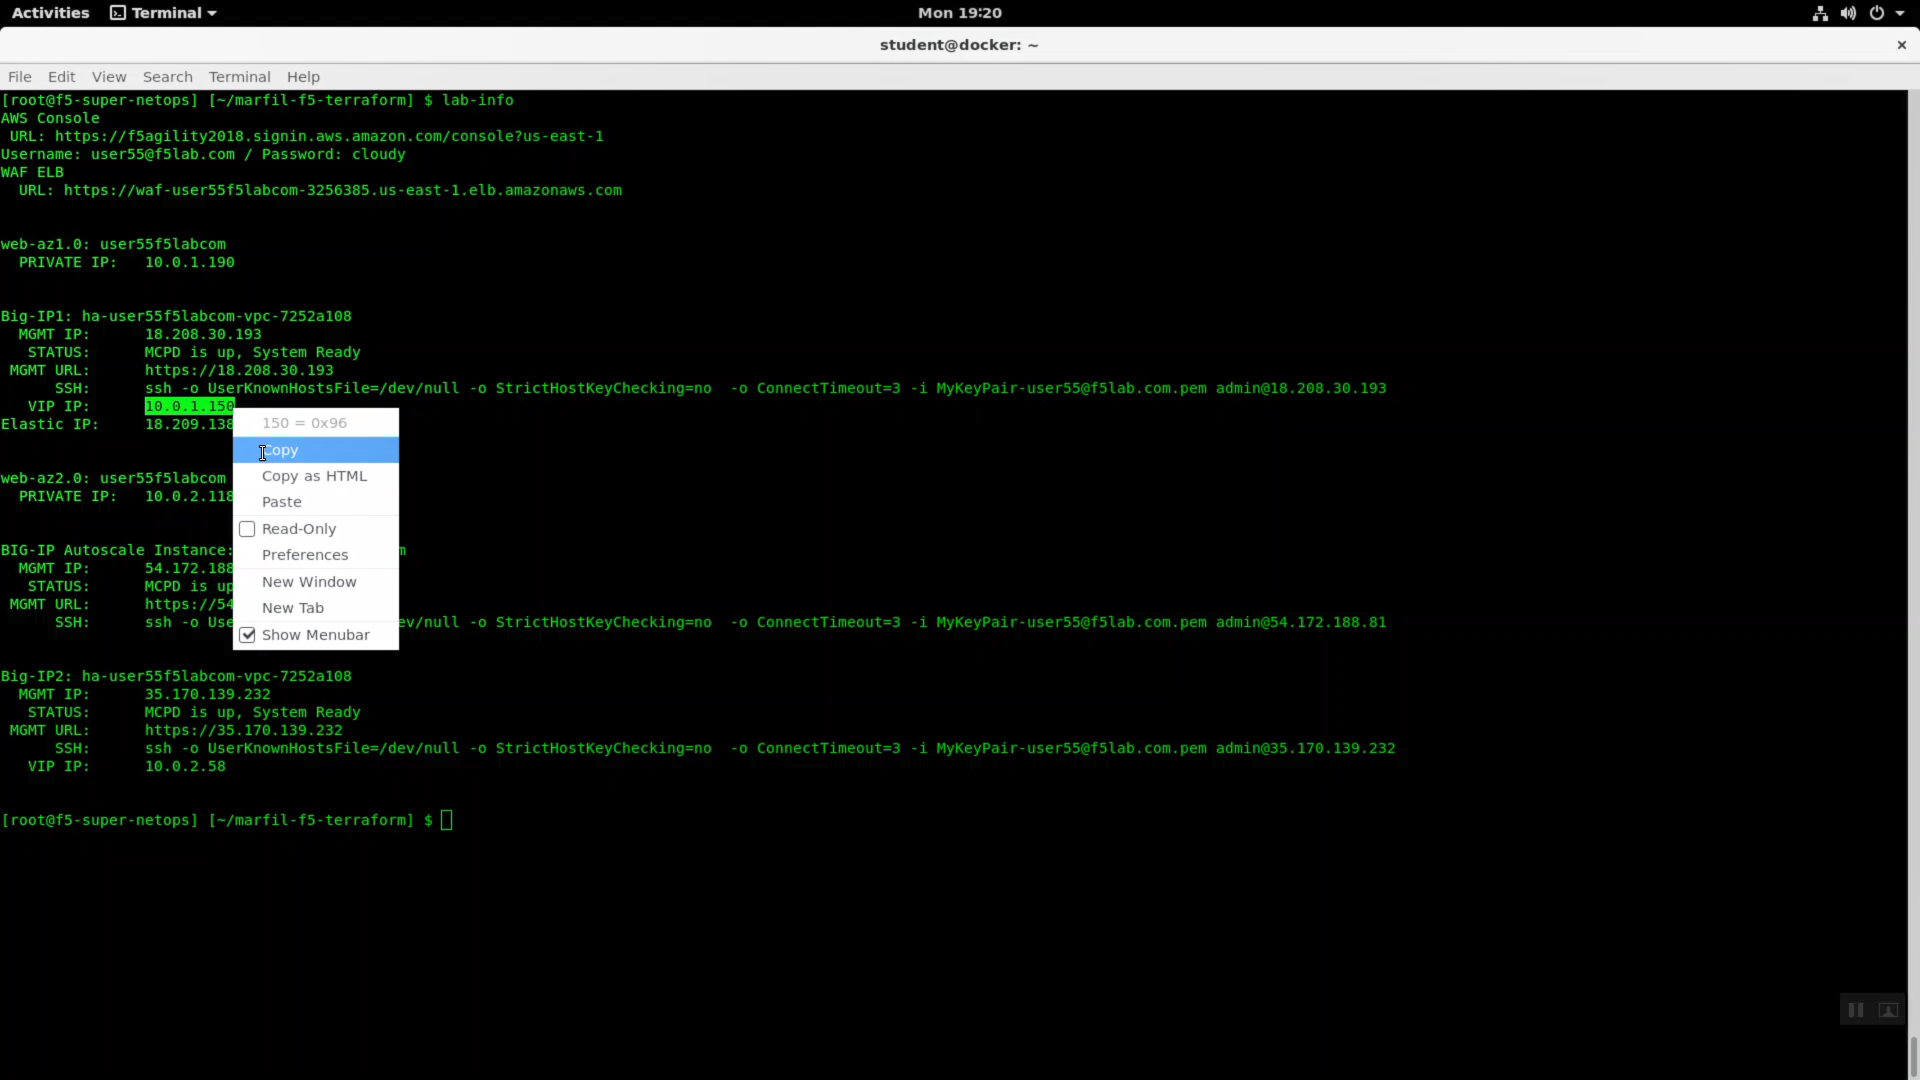 Activities Terminal Mon 19:20
student@docker: ~ ×
File Edit View Search Terminal Help
[root@f5-super-netops] [~/marfil-f5-terraform] $ lab-info
AWS Console
URL: https://f5agility2018.signin.aws.amazon.com/console?us-east-1
Username: user55@f5lab.com / Password: cloudy
WAF ELB
URL: https://waf-user55f5labcom-3256385.us-east-1.elb.amazonaws.com
web-az1.0: user55f5labcom
PRIVATE IP: 10.0.1.190
Big-IP1: ha-user55f5labcom-vpc-7252a108
MGMT IP: 18.208.30.193
STATUS: MCPD is up, System Ready
MGMT URL: https://18.208.30.193
SSH: ssh -o UserKnownHostsFile=/dev/null -o StrictHostKeyChecking=no -o ConnectTimeout=3 -i MyKeyPair-user55@f5lab.com.pem admin@18.208.30.193
VIP IP: 10.0.1.150
Elastic IP: 18.209.138
web-az2.0: user55f5labcom
PRIVATE IP: 10.0.2.118
BIG-IP Autoscale Instance: m
MGMT IP: 54.172.188
STATUS: MCPD is up
MGMT URL: https://54
SSH: ssh -o Use ev/null -o StrictHostKeyChecking=no -o ConnectTimeout=3 -i MyKeyPair-user55@f5lab.com.pem admin@54.172.188.81
Big-IP2: ha-user55f5labcom-vpc-7252a108
MGMT IP: 35.170.139.232
STATUS: MCPD is up, System Ready
MGMT URL: https://35.170.139.232
SSH: ssh -o UserKnownHostsFile=/dev/null -o StrictHostKeyChecking=no -o ConnectTimeout=3 -i MyKeyPair-user55@f5lab.com.pem admin@35.170.139.232
VIP IP: 10.0.2.58
[root@f5-super-netops] [~/marfil-f5-terraform] $
150 = 0x96
Copy
Copy as HTML
Paste
Read-Only
Preferences
New Window
New Tab
Show Menubar